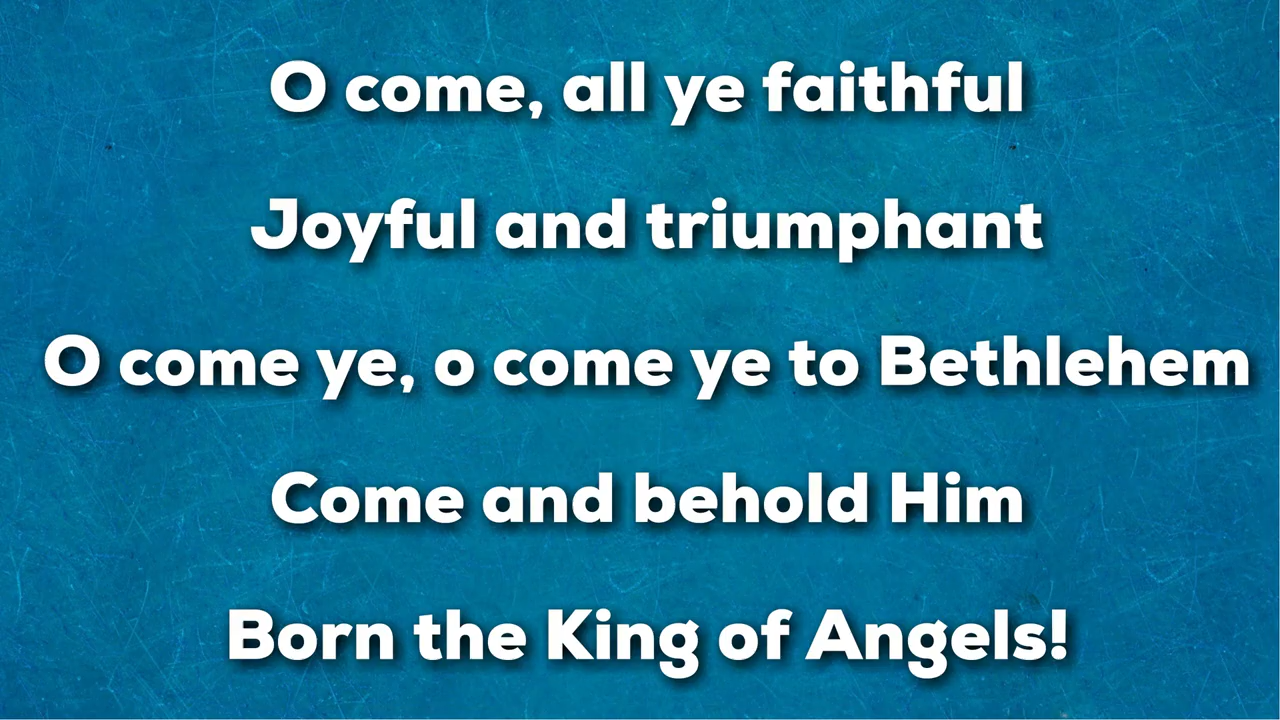 O come, all ye faithful
Joyful and triumphant
O come ye, o come ye to Bethlehem
Come and behold Him
Born the King of Angels!